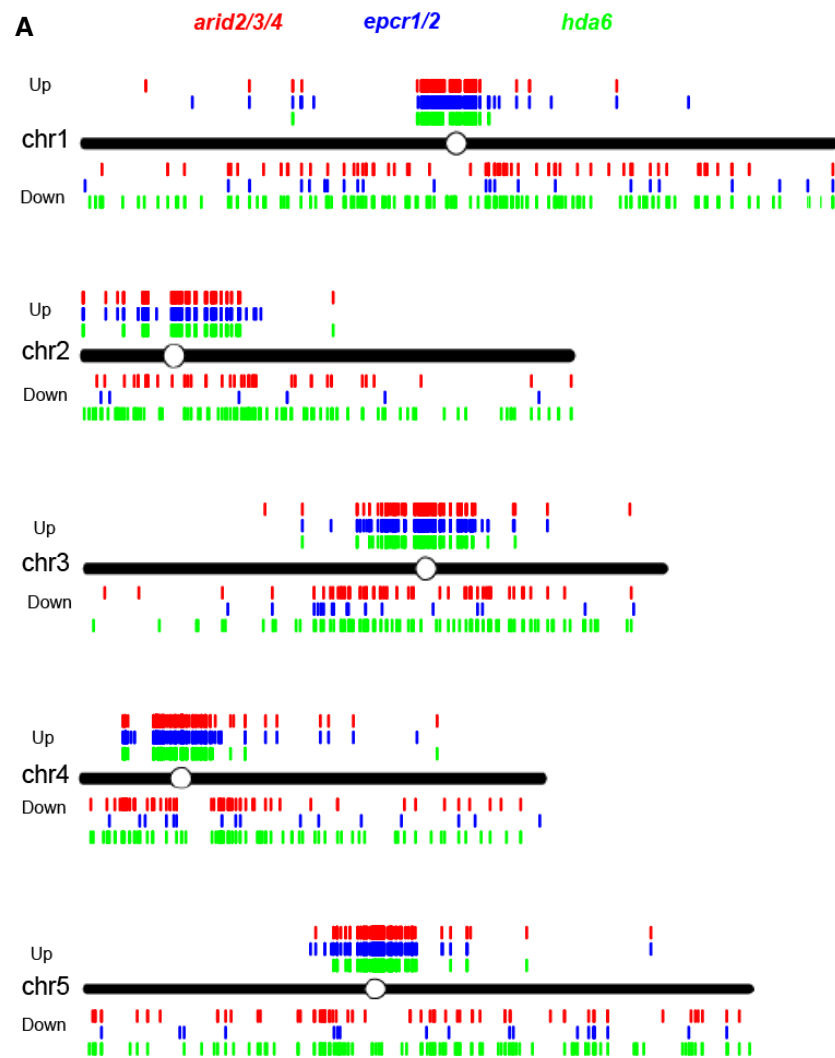 A arid2/3/4 epcr1/2 hda6
Up
chr1
Down
Up
chr2
Down
Up
chr3
Down
Up
chr4
Down
Up
chr5
Down